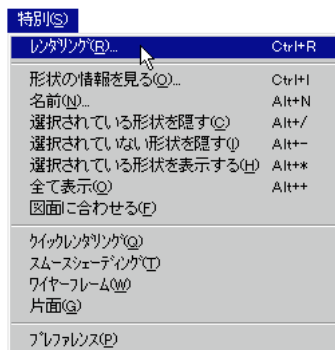 特別(S)
レンダリング(R)... Ctrl+R
形状の情報を見る(O)... Ctrl+I
名前(N)... Alt+N
選択されている形状を隠す(C) Alt+/
選択されていない形状を隠す(I) Alt+-
選択されている形状を表示する(H) Alt+*
全て表示(O) Alt++
図面に合わせる(F)
クイックレンダリング(Q)
スムースシェーディング(T)
ワイヤーフレーム(W)
片面(G)
プレファレンス(P)